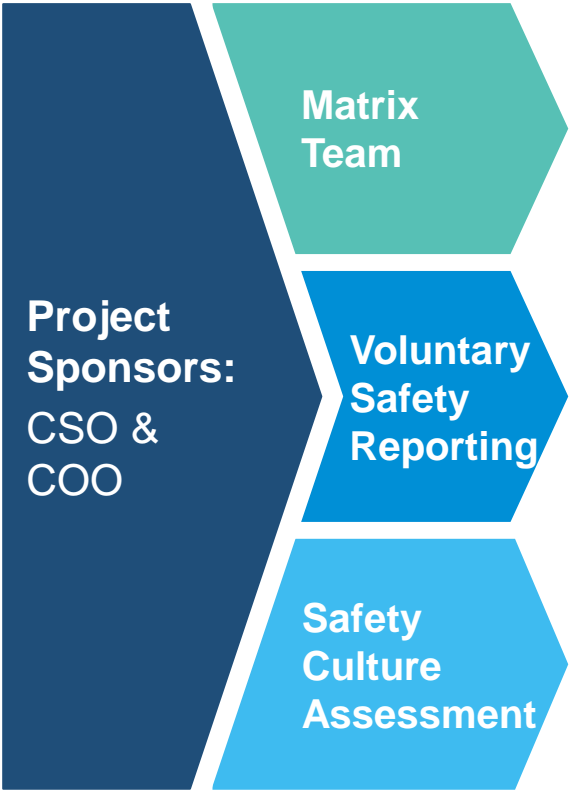 Project
Sponsors:
CSO &
COO
Matrix
Team
Voluntary
Safety
Reporting
Safety
Culture
Assessment